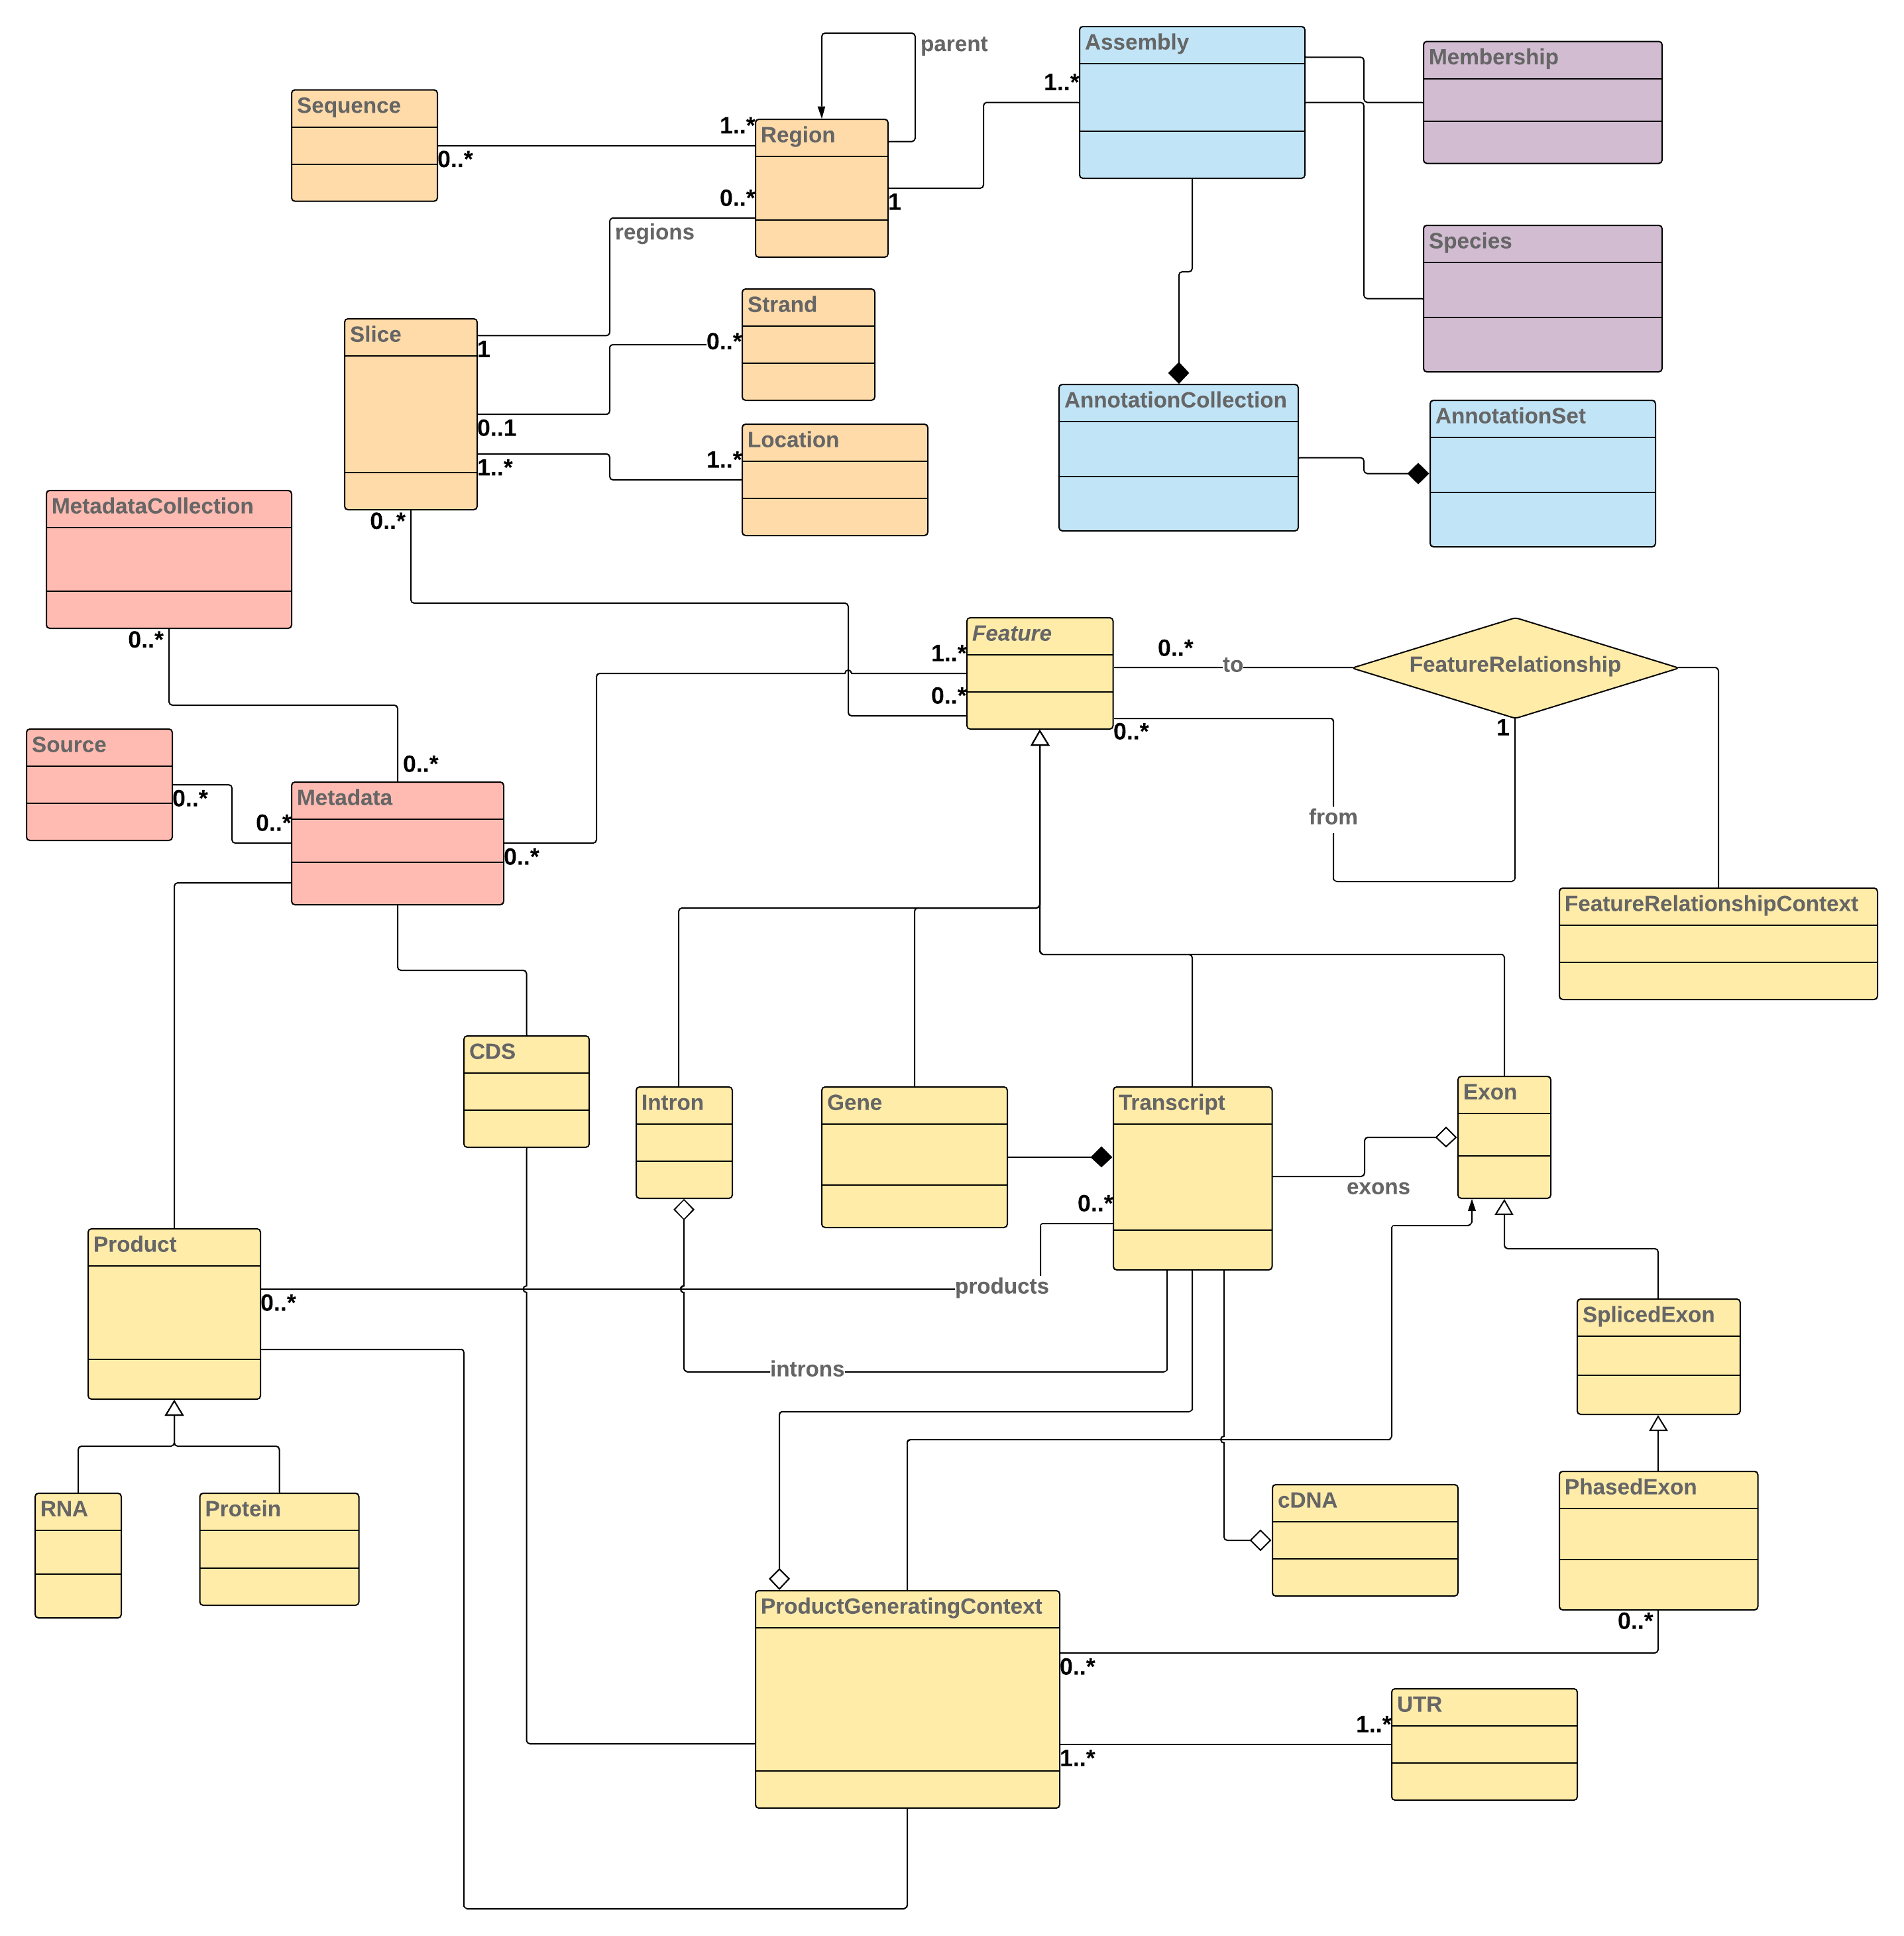 parent
Assembly
Membership
1..*
Sequence
1..*
Region
0..*
0..*
1
regions
Species
Strand
Slice
0..*
1
AnnotationCollection
AnnotationSet
0..1
Location
1..*
1..*
MetadataCollection
0..*
Feature
0..*
FeatureRelationship
0..*
1..*
to
0..*
0..*
1
Source
0..*
0..*
Metadata
0..*
from
0..*
FeatureRelationshipContext
CDS
Intron
Gene
Transcript
Exon
exons
0..*
Product
products
0..*
SplicedExon
introns
RNA
Protein
cDNA
PhasedExon
ProductGeneratingContext
0..*
0..*
UTR
1..*
1..*